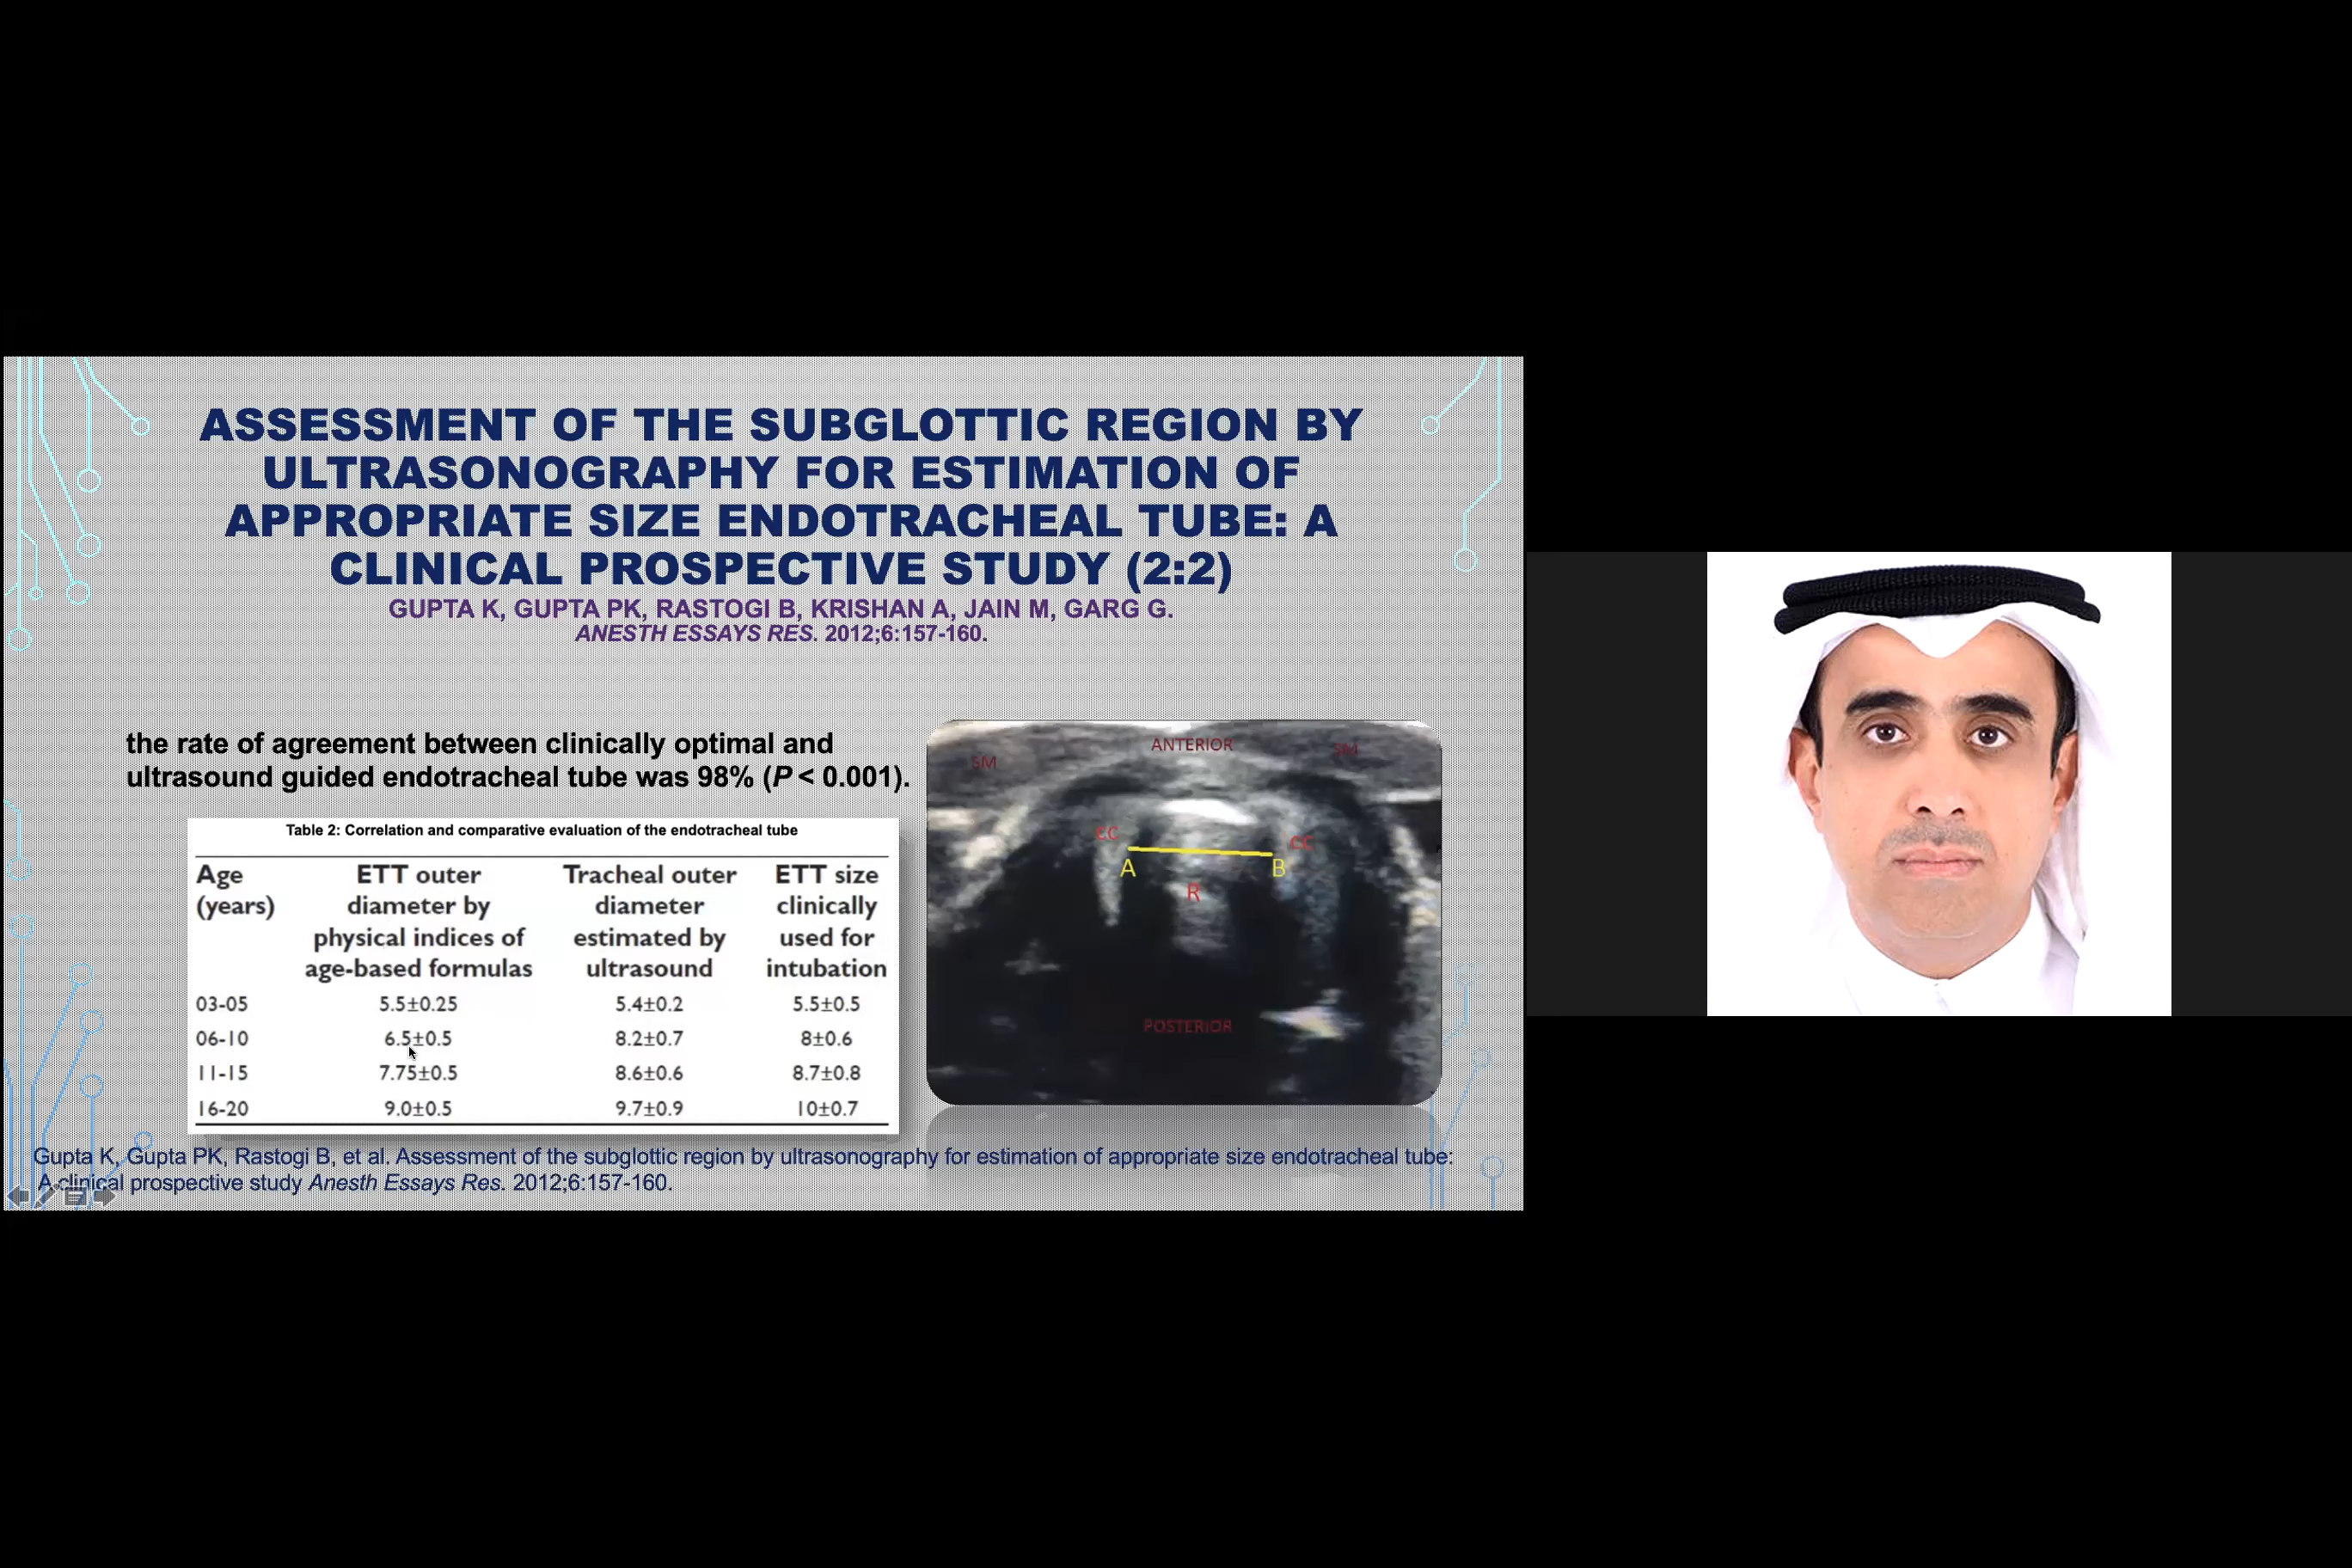 ASSESSMENT OF THE SUBGLOTTIC REGION BY
ULTRASONOGRAPHY FOR ESTIMATION OF
APPROPRIATE SIZE ENDOTRACHEAL TUBE: A
CLINICAL PROSPECTIVE STUDY (2:2)
GUPTA K, GUPTA PK, RASTOGI B, KRISHAN A, JAIN M, GARG G.
ANESTH ESSAYS RES. 2012;6:157-160.
the rate of agreement between clinically optimal and
ultrasound guided endotracheal tube was 98% (P < 0.001).
Table 2: Correlation and comparative evaluation of the endotracheal tube
Age (years) ETT outer diameter by physical indices of age-based formulas Tracheal outer diameter estimated by ultrasound ETT size clinically used for intubation
03-05 5.5±0.25 5.4±0.2 5.5±0.5
06-10 6.5±0.5 8.2±0.7 8±0.6
11-15 7.75±0.5 8.6±0.6 8.7±0.8
16-20 9.0±0.5 9.7±0.9 10±0.7
ANTERIOR
SM SM
CC CC
A B
R
POSTERIOR
Gupta K, Gupta PK, Rastogi B, et al. Assessment of the subglottic region by ultrasonography for estimation of appropriate size endotracheal tube:
A clinical prospective study Anesth Essays Res. 2012;6:157-160.